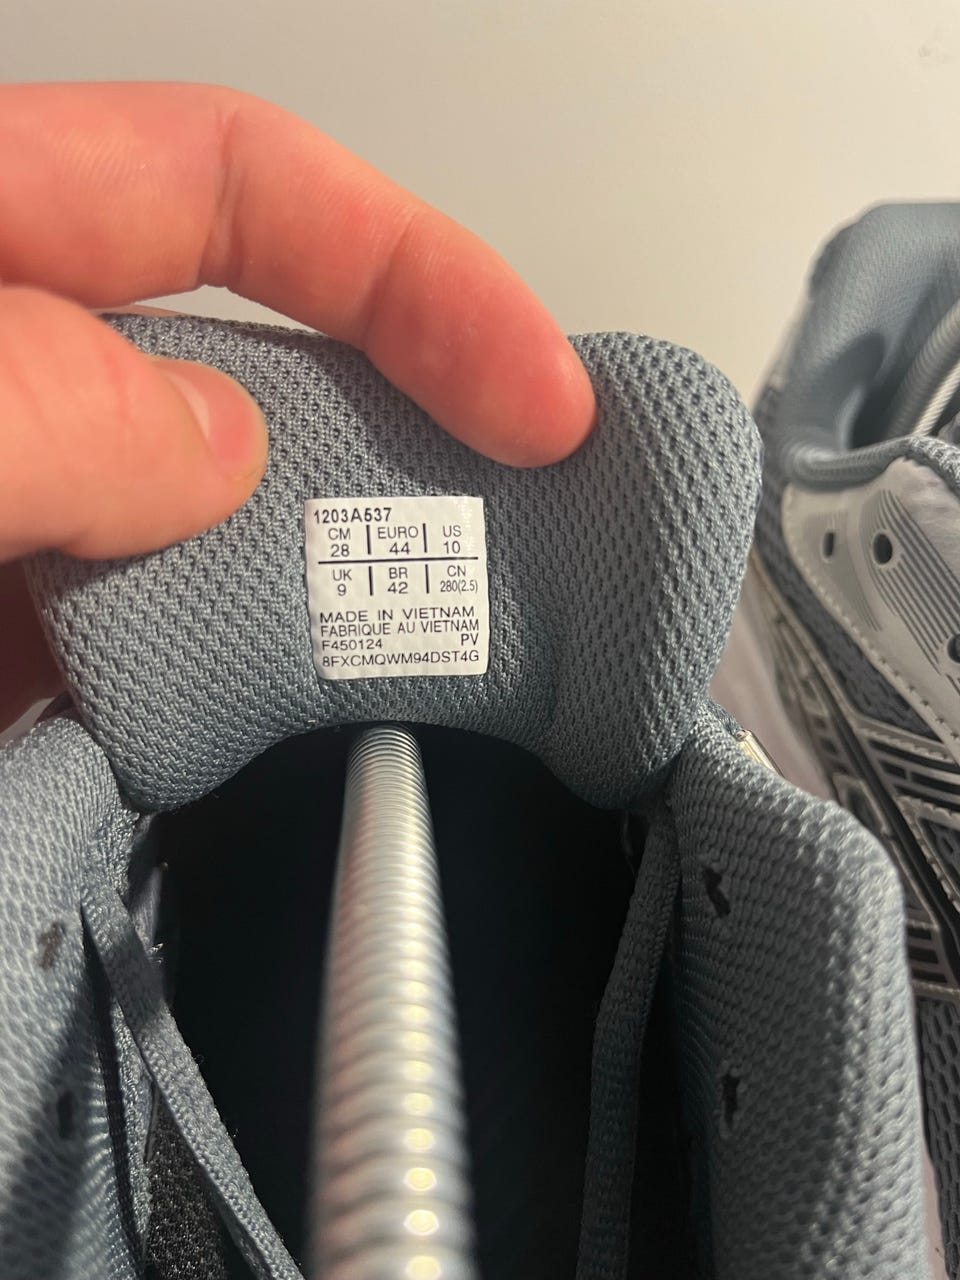 1203A537
CM | EURO | US
28 | 44 | 10
UK | BR | CN
9 | 42 | 280(2.5)
MADE IN VIETNAM
FABRIQUE AU VIETNAM
F450124 PV
8FXCMQWM94DST4G